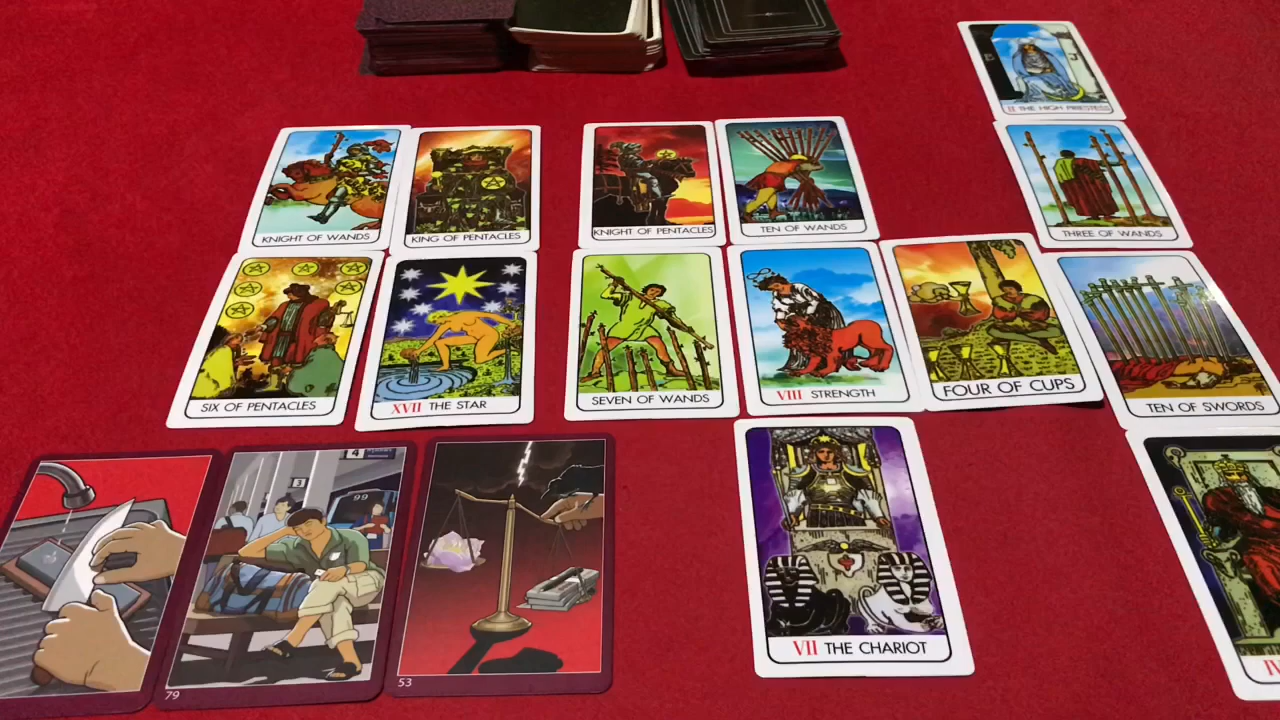 II THE HIGH PRIESTESS
KNIGHT OF WANDS
KING OF PENTACLES
KNIGHT OF PENTACLES
TEN OF WANDS
THREE OF WANDS
SIX OF PENTACLES
XVII THE STAR
SEVEN OF WANDS
VIII STRENGTH
FOUR OF CUPS
TEN OF SWORDS
4
3
99
79
53
VII THE CHARIOT